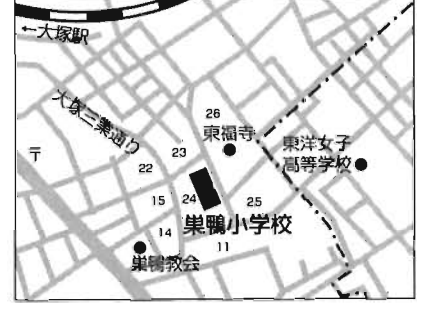 ←大塚駅
大塚三業通り
26
東福寺
東洋女子
高等学校
〒
23
22
15
24
25
巣鴨小学校
14
11
巣鴨教会